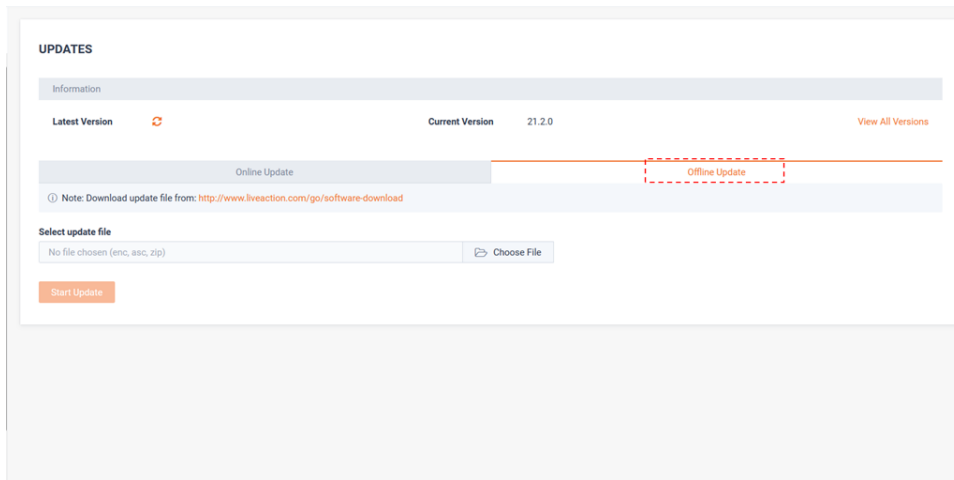 UPDATES
Information
Latest Version Current Version 21.2.0 View All Versions
Online Update Offline Update
Note: Download update file from: http://www.liveaction.com/go/software-download
Select update file
No file chosen (enc, asc, zip) Choose File
Start Update